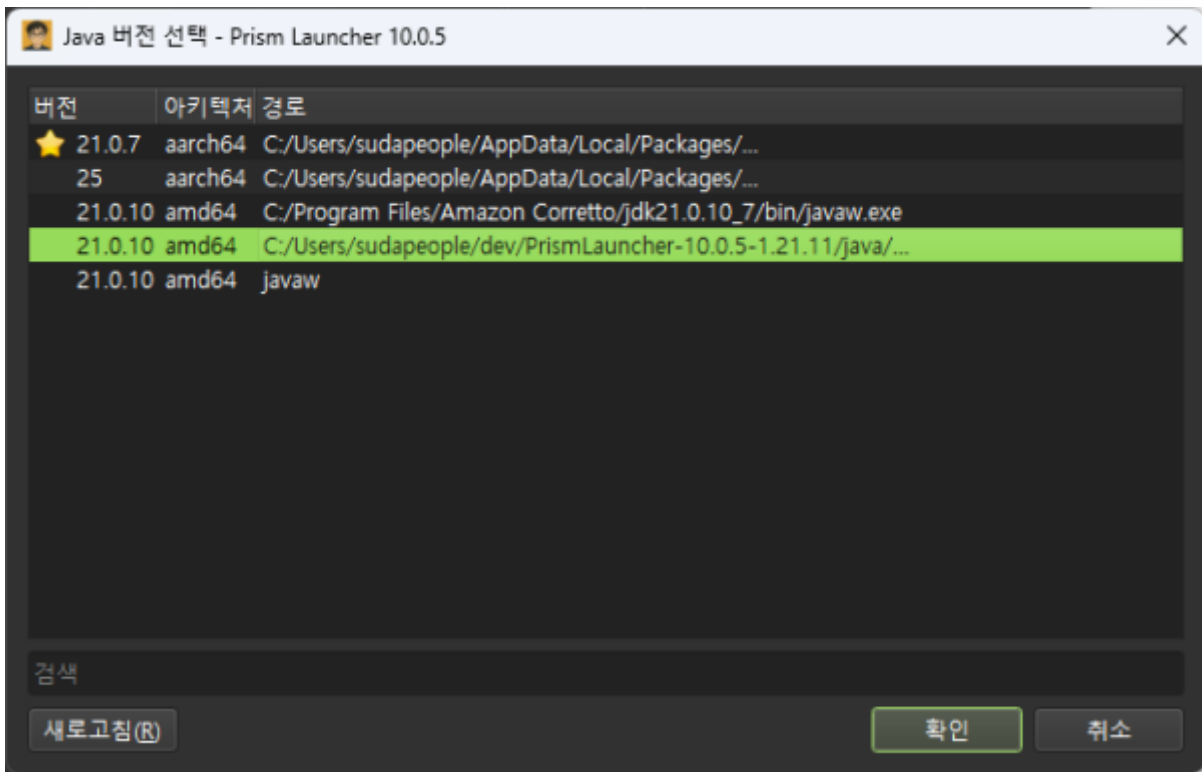 Java 버전 선택 - Prism Launcher 10.0.5
버전 아키텍처 경로
21.0.7 aarch64 C:/Users/sudapeople/AppData/Local/Packages/...
25 aarch64 C:/Users/sudapeople/AppData/Local/Packages/...
21.0.10 amd64 C:/Program Files/Amazon Corretto/jdk21.0.10_7/bin/javaw.exe
21.0.10 amd64 C:/Users/sudapeople/dev/PrismLauncher-10.0.5-1.21.11/java/...
21.0.10 amd64 javaw
검색
새로고침(R) 확인 취소